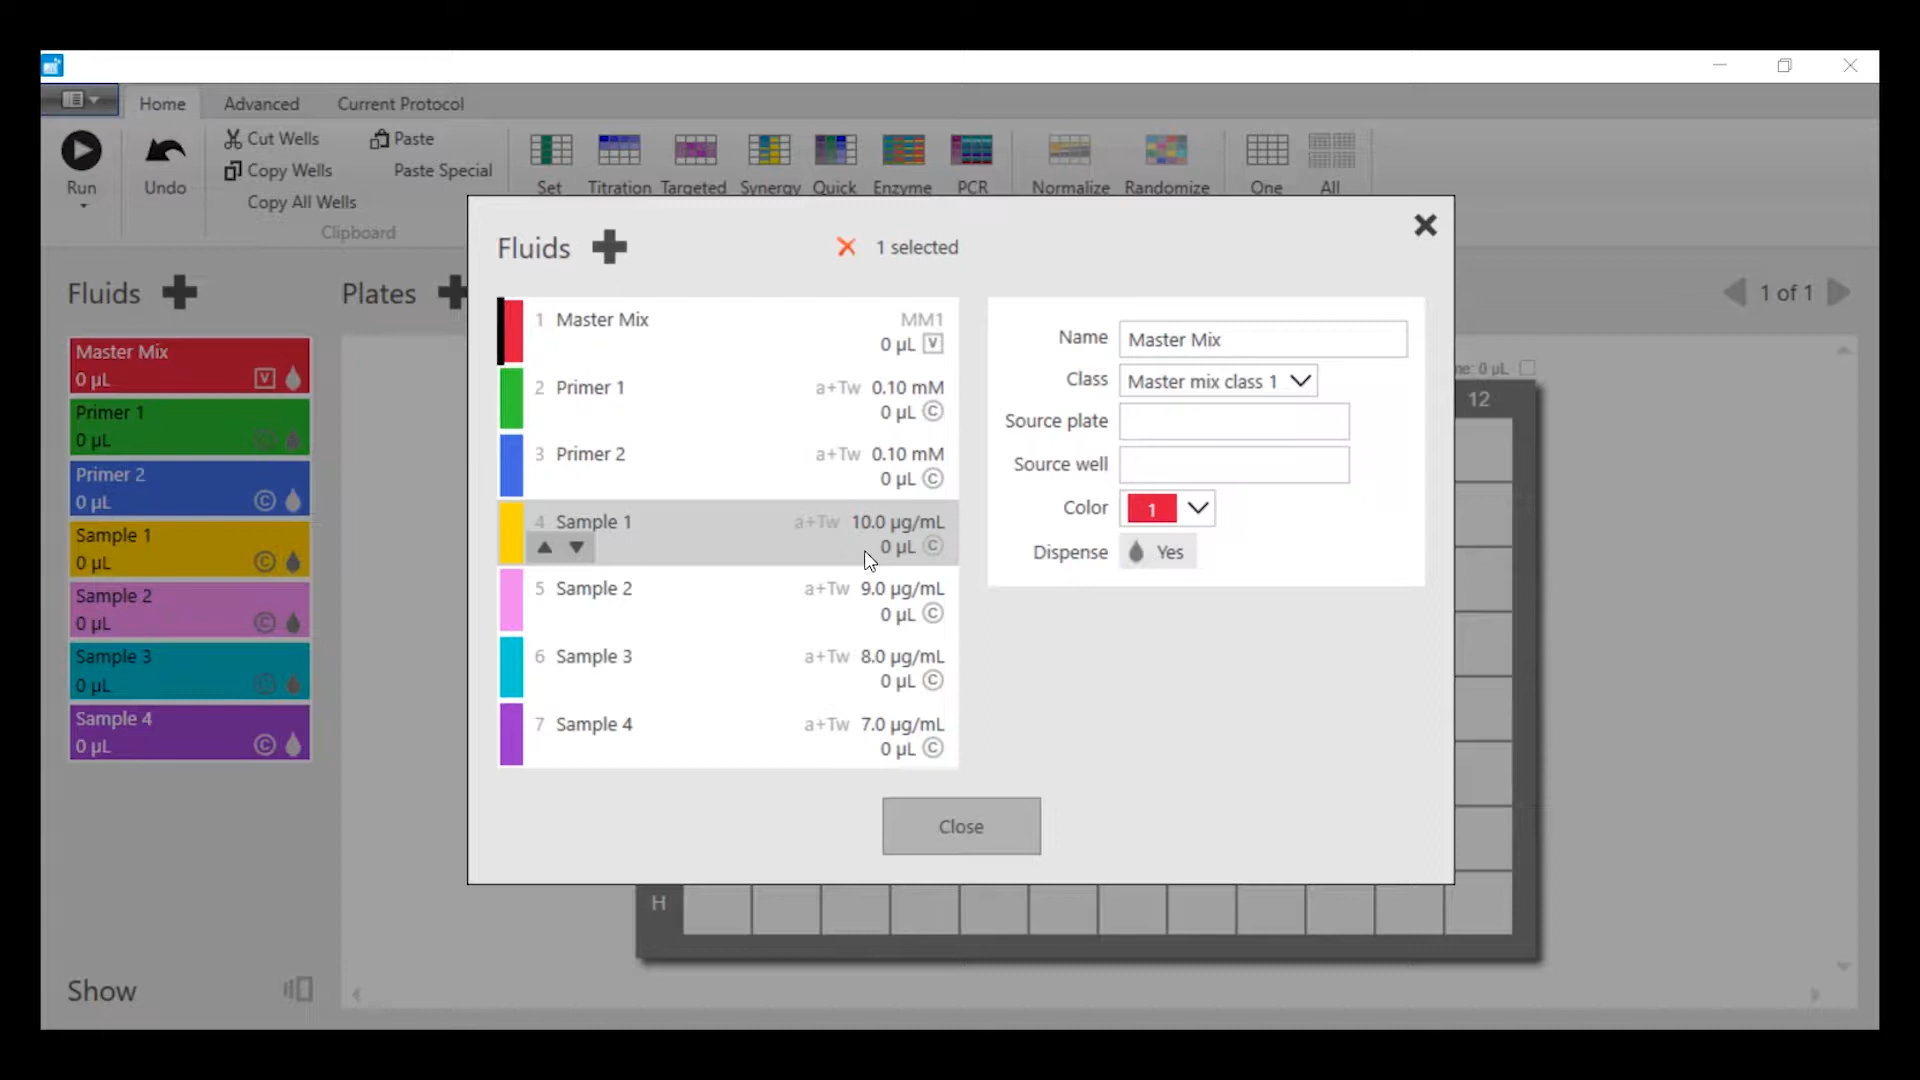 Home Advanced Current Protocol
Run
Undo
Cut Wells
Copy Wells
Copy All Wells
Paste
Paste Special
Clipboard
Set Titration Targeted Synergy Quick Enzyme PCR
Normalize Randomize
One All
Fluids
Master Mix
0 µL V
Primer 1
0 µL
Primer 2
0 µL C
Sample 1
0 µL C
Sample 2
0 µL C
Sample 3
0 µL
Sample 4
0 µL C
Show
Plates
1 of 1
0 µL
12
H
Fluids
1 selected
1 Master Mix MM1
0 µL V
2 Primer 1 a+Tw 0.10 mM
0 µL C
3 Primer 2 a+Tw 0.10 mM
0 µL C
4 Sample 1 a+Tw 10.0 µg/mL
0 µL C
5 Sample 2 a+Tw 9.0 µg/mL
0 µL C
6 Sample 3 a+Tw 8.0 µg/mL
0 µL C
7 Sample 4 a+Tw 7.0 µg/mL
0 µL C
Name Master Mix
Class Master mix class 1
Source plate
Source well
Color 1
Dispense Yes
Close